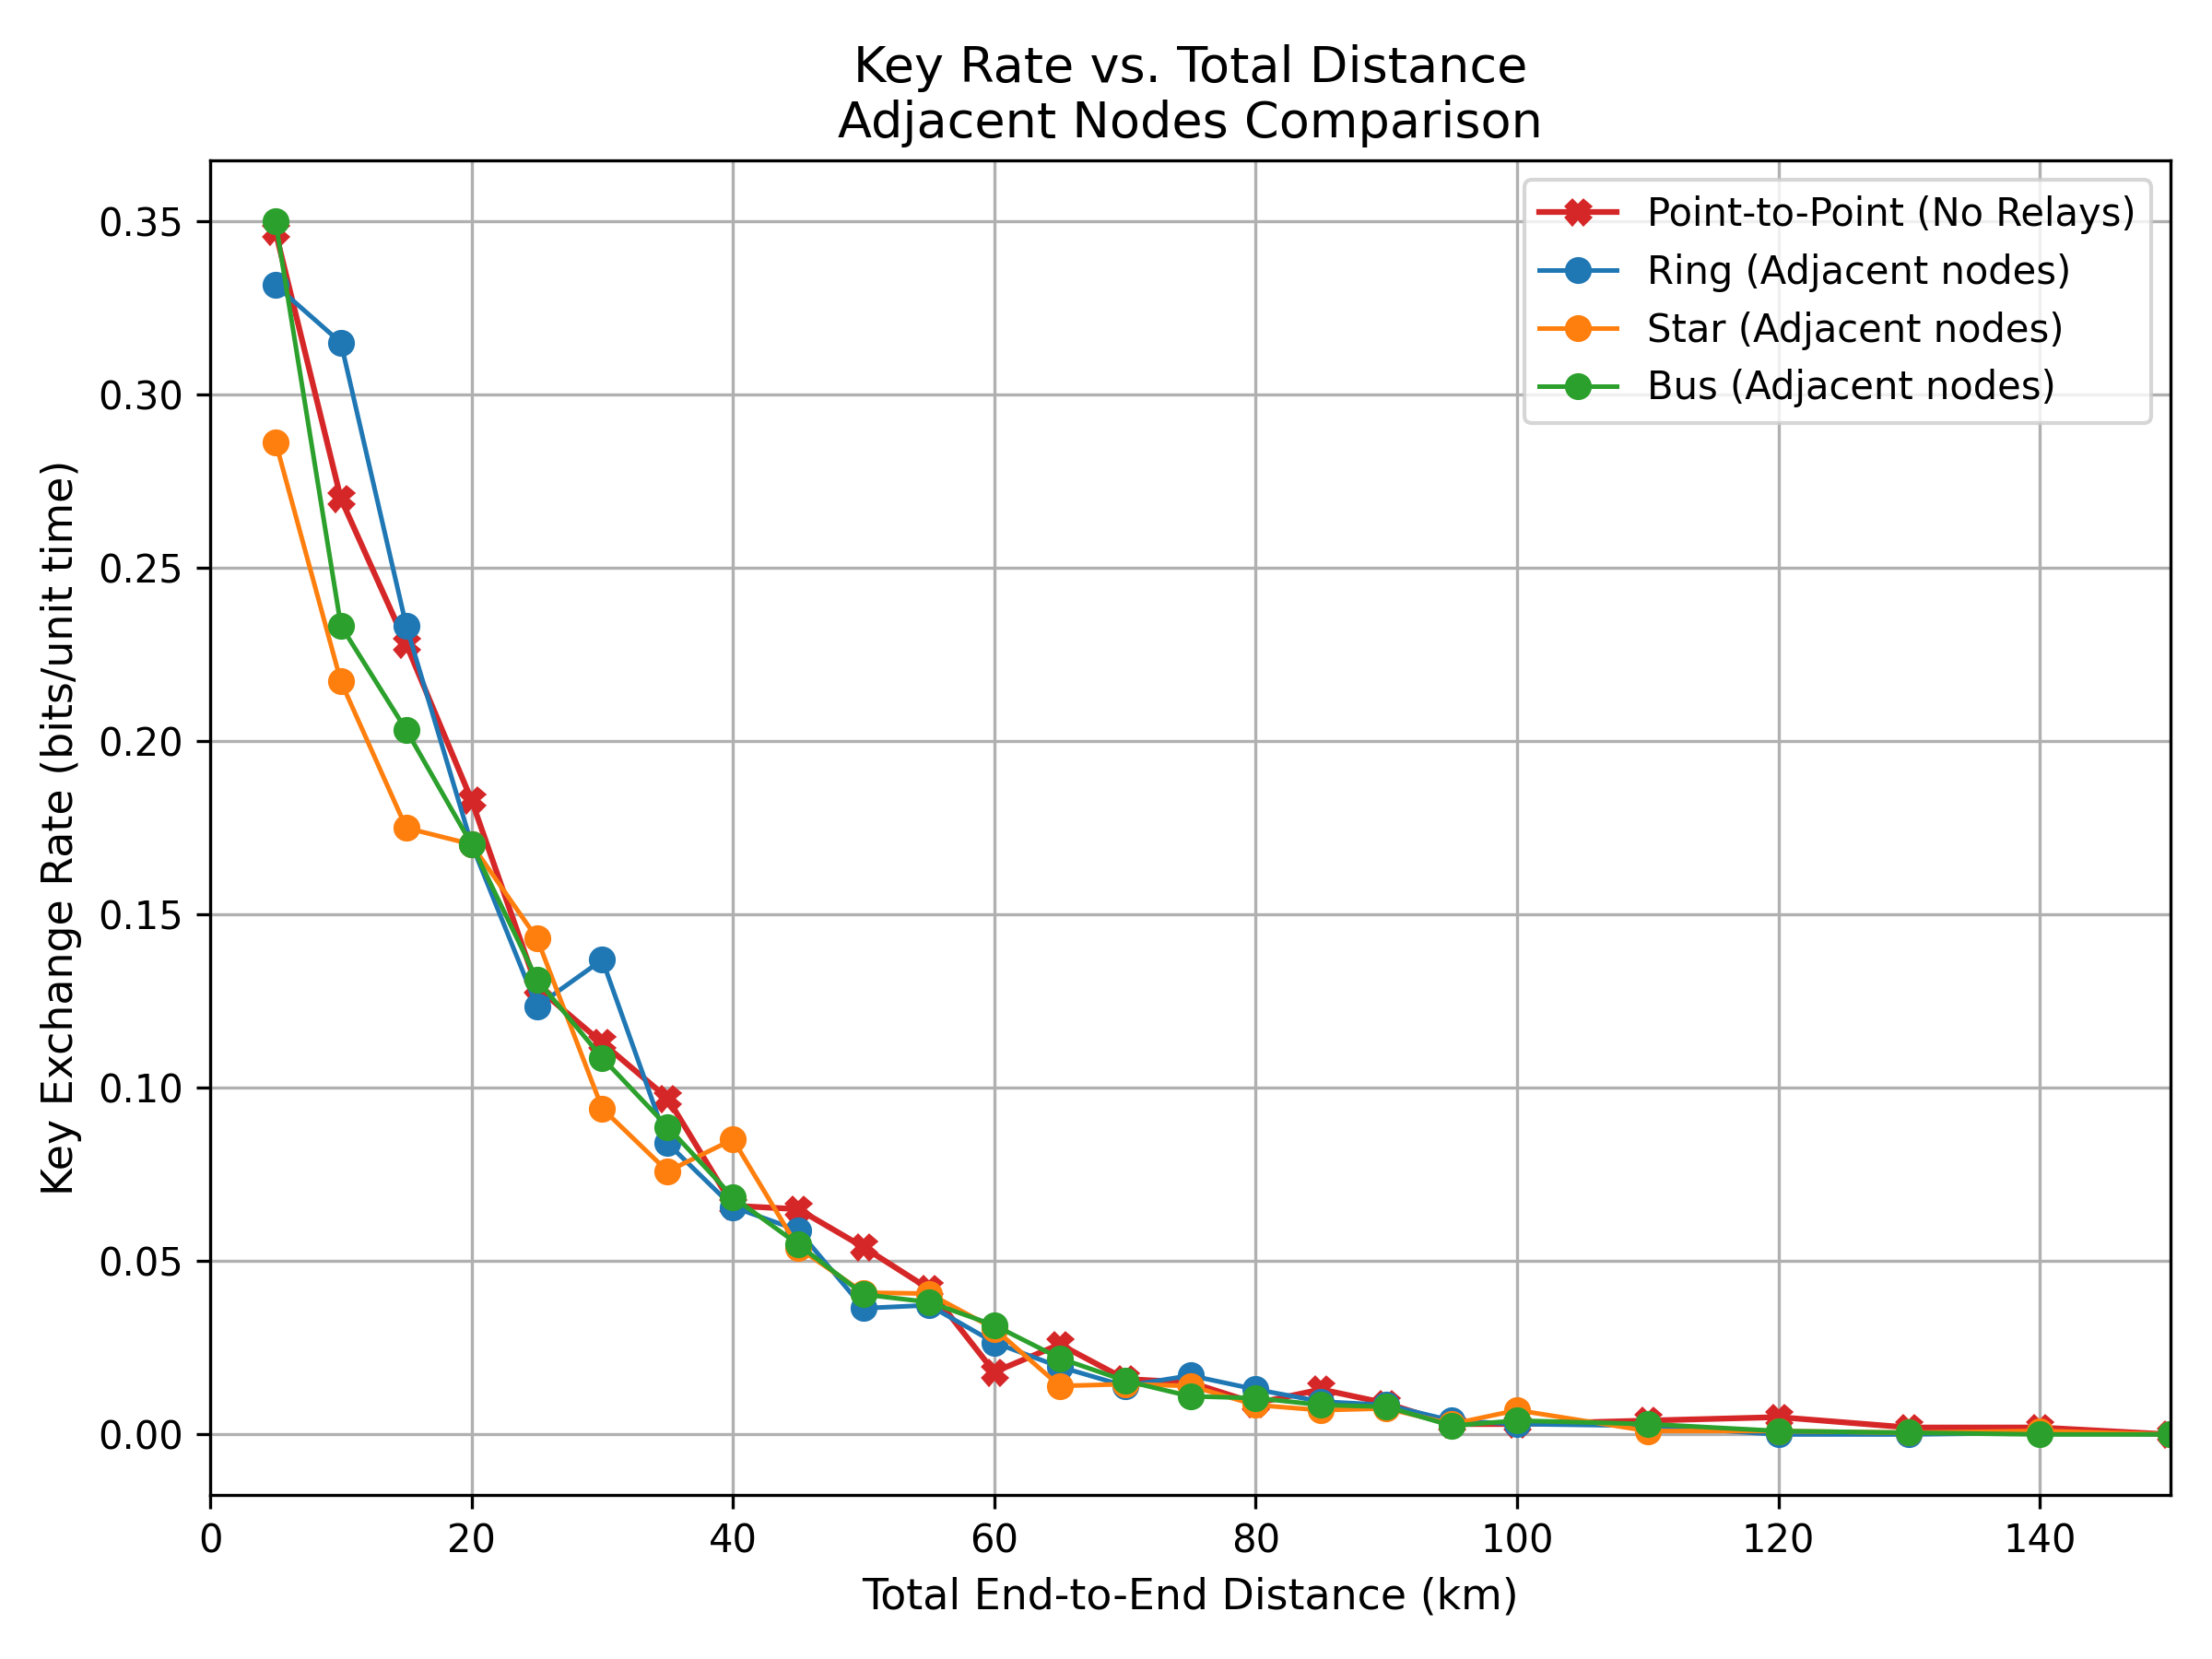 Key Rate vs. Total Distance
Adjacent Nodes Comparison
Point-to-Point (No Relays)
Ring (Adjacent nodes)
Star (Adjacent nodes)
Bus (Adjacent nodes)
Key Exchange Rate (bits/unit time)
0.35
0.30
0.25
0.20
0.15
0.10
0.05
0.00
0 20 40 60 80 100 120 140
Total End-to-End Distance (km)